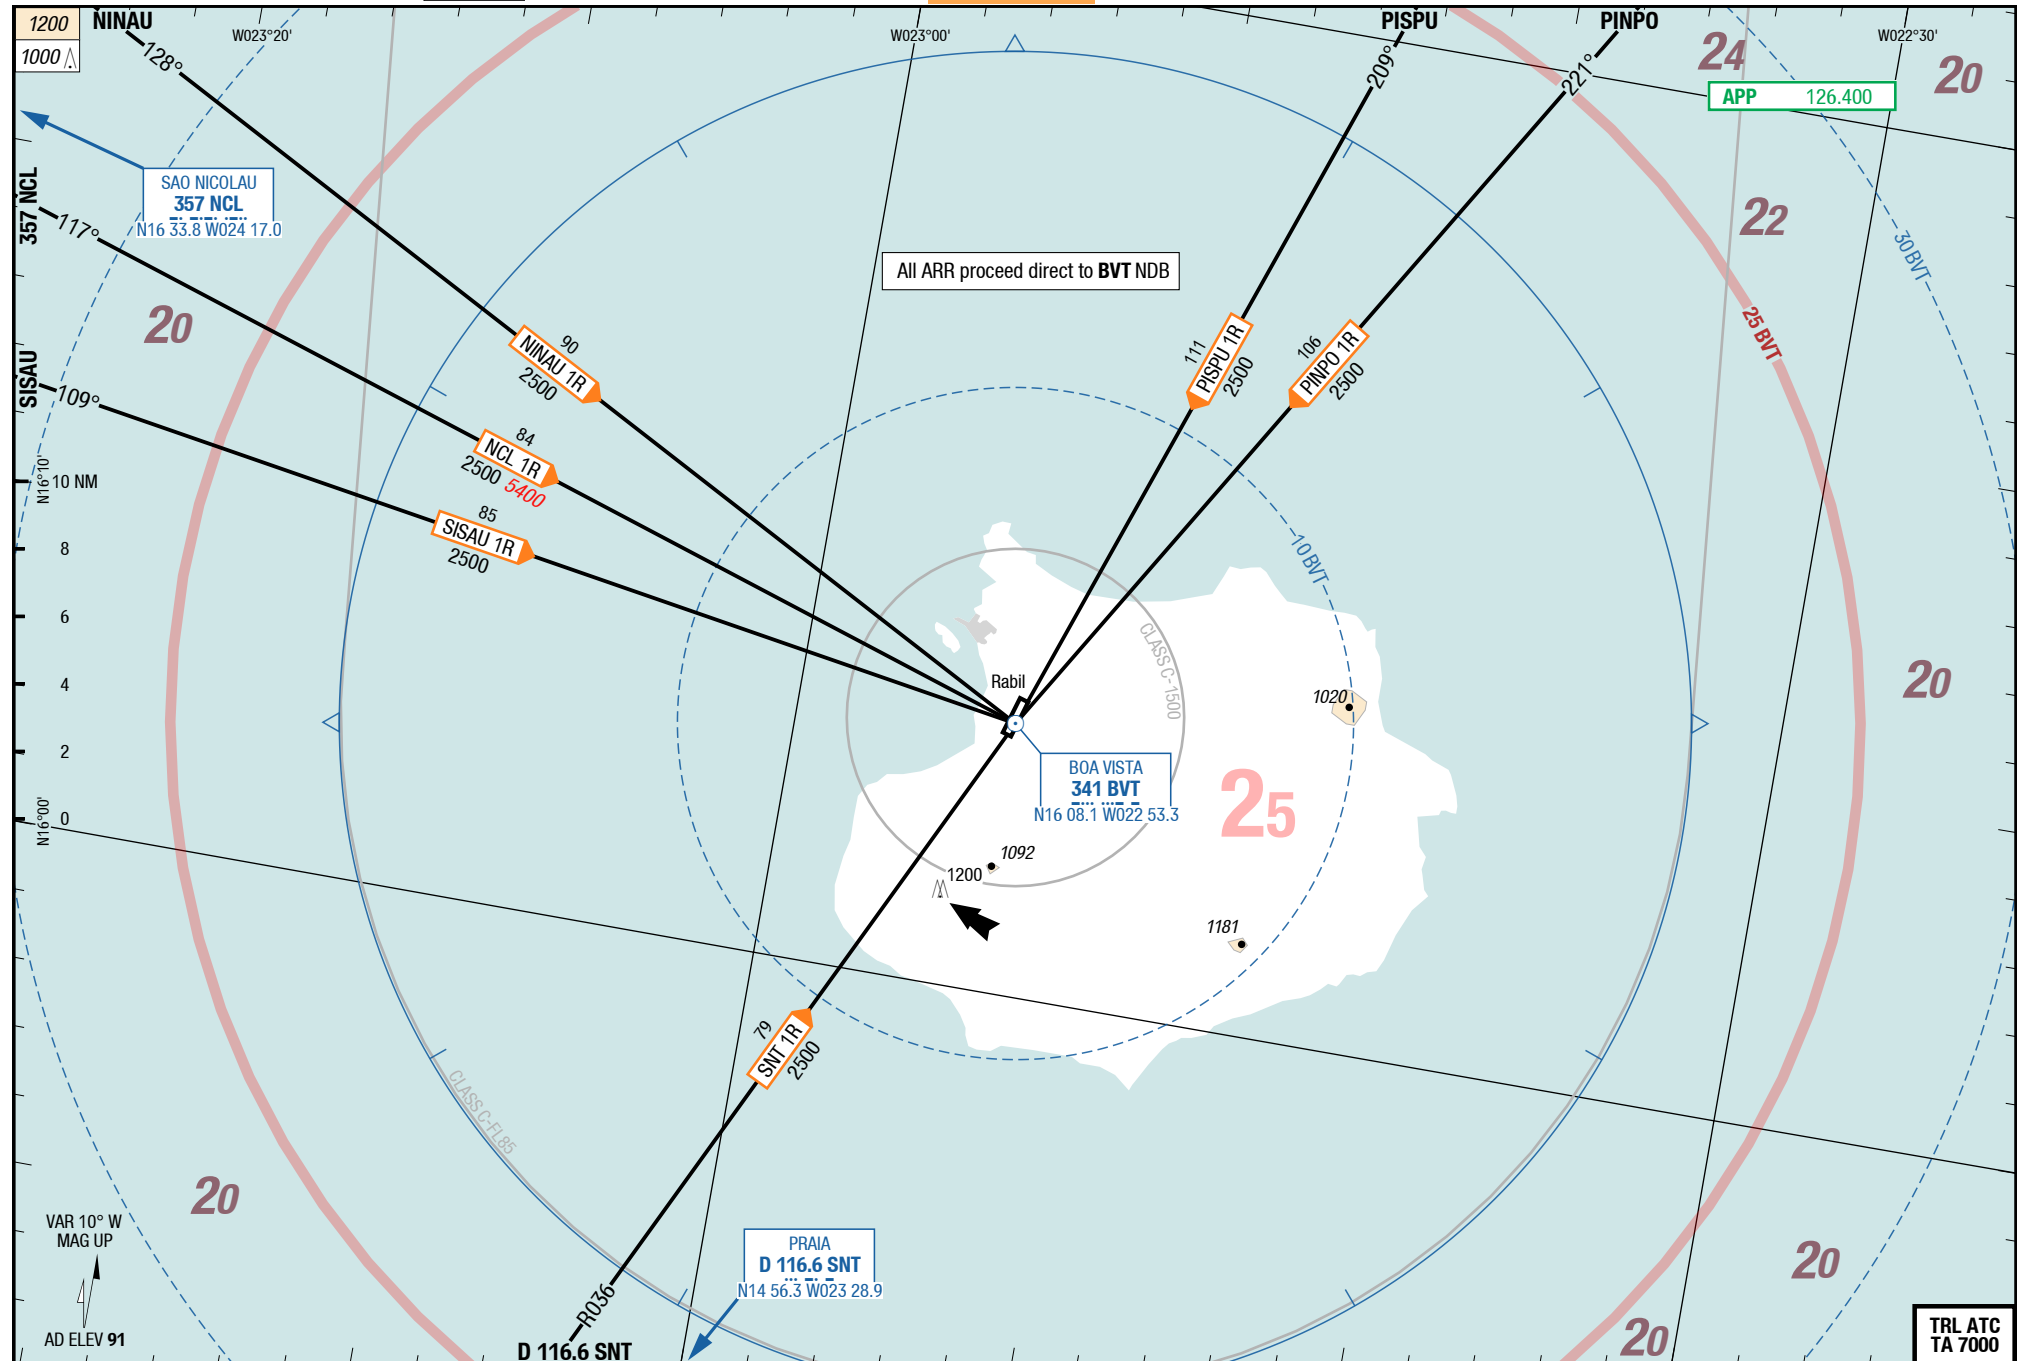 1200
1000
NINAU
W023°20'
W023°00'
PISPU
PINPO
W022°30'
128°
209°
221°
24
20
APP 126.400
SAO NICOLAU
357 NCL
N16 33.8 W024 17.0
357 NCL
117°
22
30 BVT
All ARR proceed direct to BVT NDB
20
25 BVT
90
NINAU 1R
2500
111
PISPU 1R
2500
106
PINPO 1R
2500
SISAU
109°
84
NCL 1R
2500 5400
N16°10'
10 NM
85
SISAU 1R
2500
8
10 BVT
6
CLASS C-1500
4
Rabil
1020
20
2
BOA VISTA
341 BVT
N16 08.1 W022 53.3
25
N16°00'
0
1092
1200
1181
79
SNT 1R
2500
CLASS C-FL85
20
VAR 10° W
MAG UP
AD ELEV 91
PRAIA
D 116.6 SNT
N14 56.3 W023 28.9
R036
D 116.6 SNT
20
20
TRL ATC
TA 7000